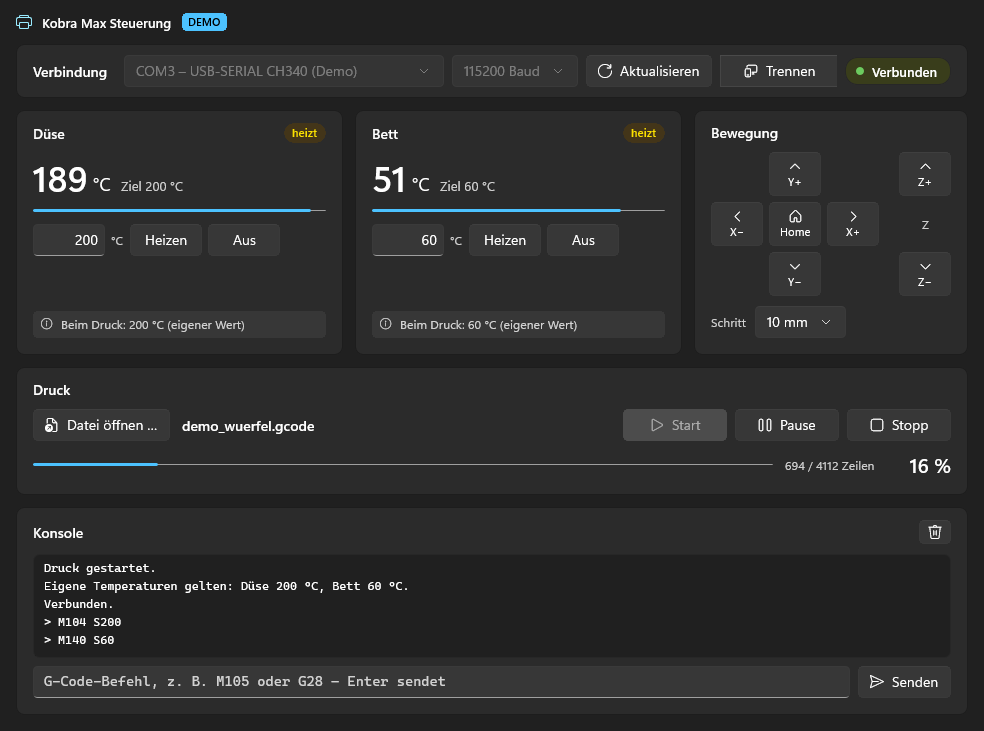 Kobra Max Steuerung DEMO
Verbindung COM3 – USB-SERIAL CH340 (Demo) 115200 Baud Aktualisieren Trennen Verbunden
Düse heizt
189 °C Ziel 200 °C
200 °C Heizen Aus
Beim Druck: 200 °C (eigener Wert)
Bett heizt
51 °C Ziel 60 °C
60 °C Heizen Aus
Beim Druck: 60 °C (eigener Wert)
Bewegung
Y+ Z+
X− Home X+ Z
Y− Z−
Schritt 10 mm
Druck
Datei öffnen ... demo_wuerfel.gcode Start Pause Stopp
694 / 4112 Zeilen 16 %
Konsole
Druck gestartet.
Eigene Temperaturen gelten: Düse 200 °C, Bett 60 °C.
Verbunden.
> M104 S200
> M140 S60
G-Code-Befehl, z. B. M105 oder G28 – Enter sendet Senden